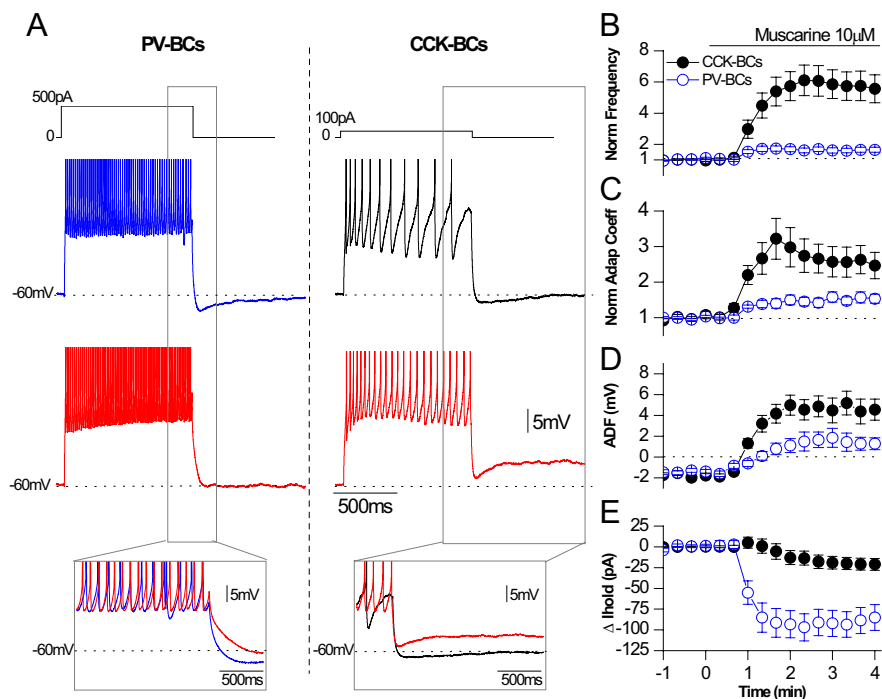 A
PV-BCs
CCK-BCs
500pA
0
100pA
0
-60mV
-60mV
5mV
500ms
5mV
-60mV
500ms
5mV
-60mV
500ms
B
Muscarine 10µM
CCK-BCs
PV-BCs
Norm Frequency
8
6
4
2
1
C
Norm Adap Coeff
4
3
2
1
D
ADF (mV)
8
6
4
2
0
-2
E
Δ Ihold (pA)
25
0
-25
-50
-75
-100
-125
-1 0 1 2 3 4
Time (min)